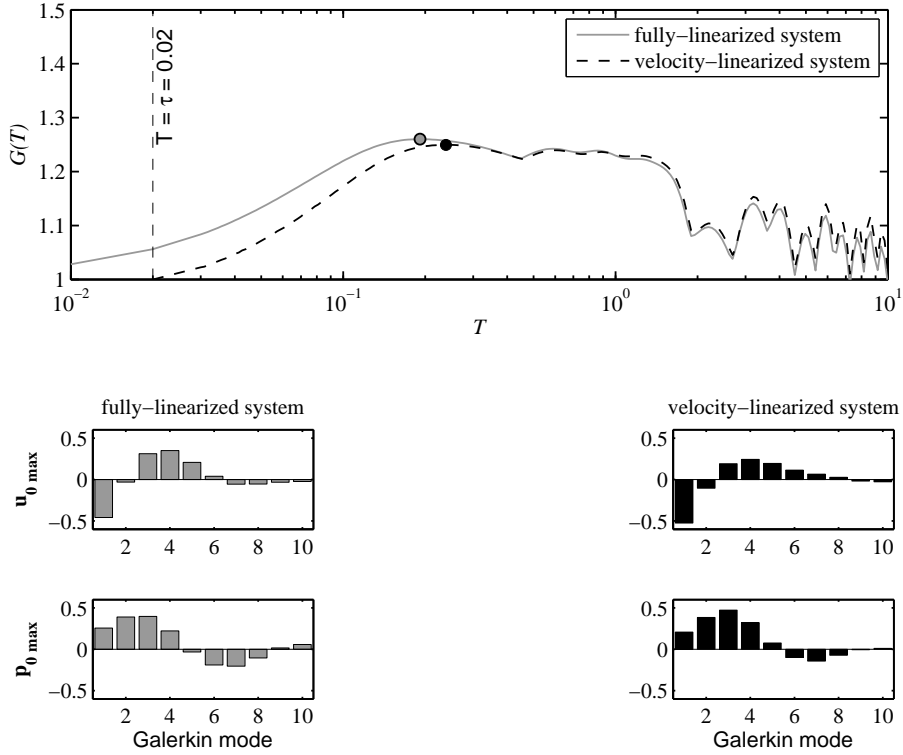 1.5
1.4
1.3
1.2
1.1
1
G(T)
T = τ = 0.02
fully−linearized system
velocity−linearized system
10−2
10−1
100
101
T
fully−linearized system
velocity−linearized system
0.5
0
−0.5
u0 max
2 4 6 8 10
0.5
0
−0.5
2 4 6 8 10
0.5
0
−0.5
p0 max
2 4 6 8 10
Galerkin mode
0.5
0
−0.5
2 4 6 8 10
Galerkin mode